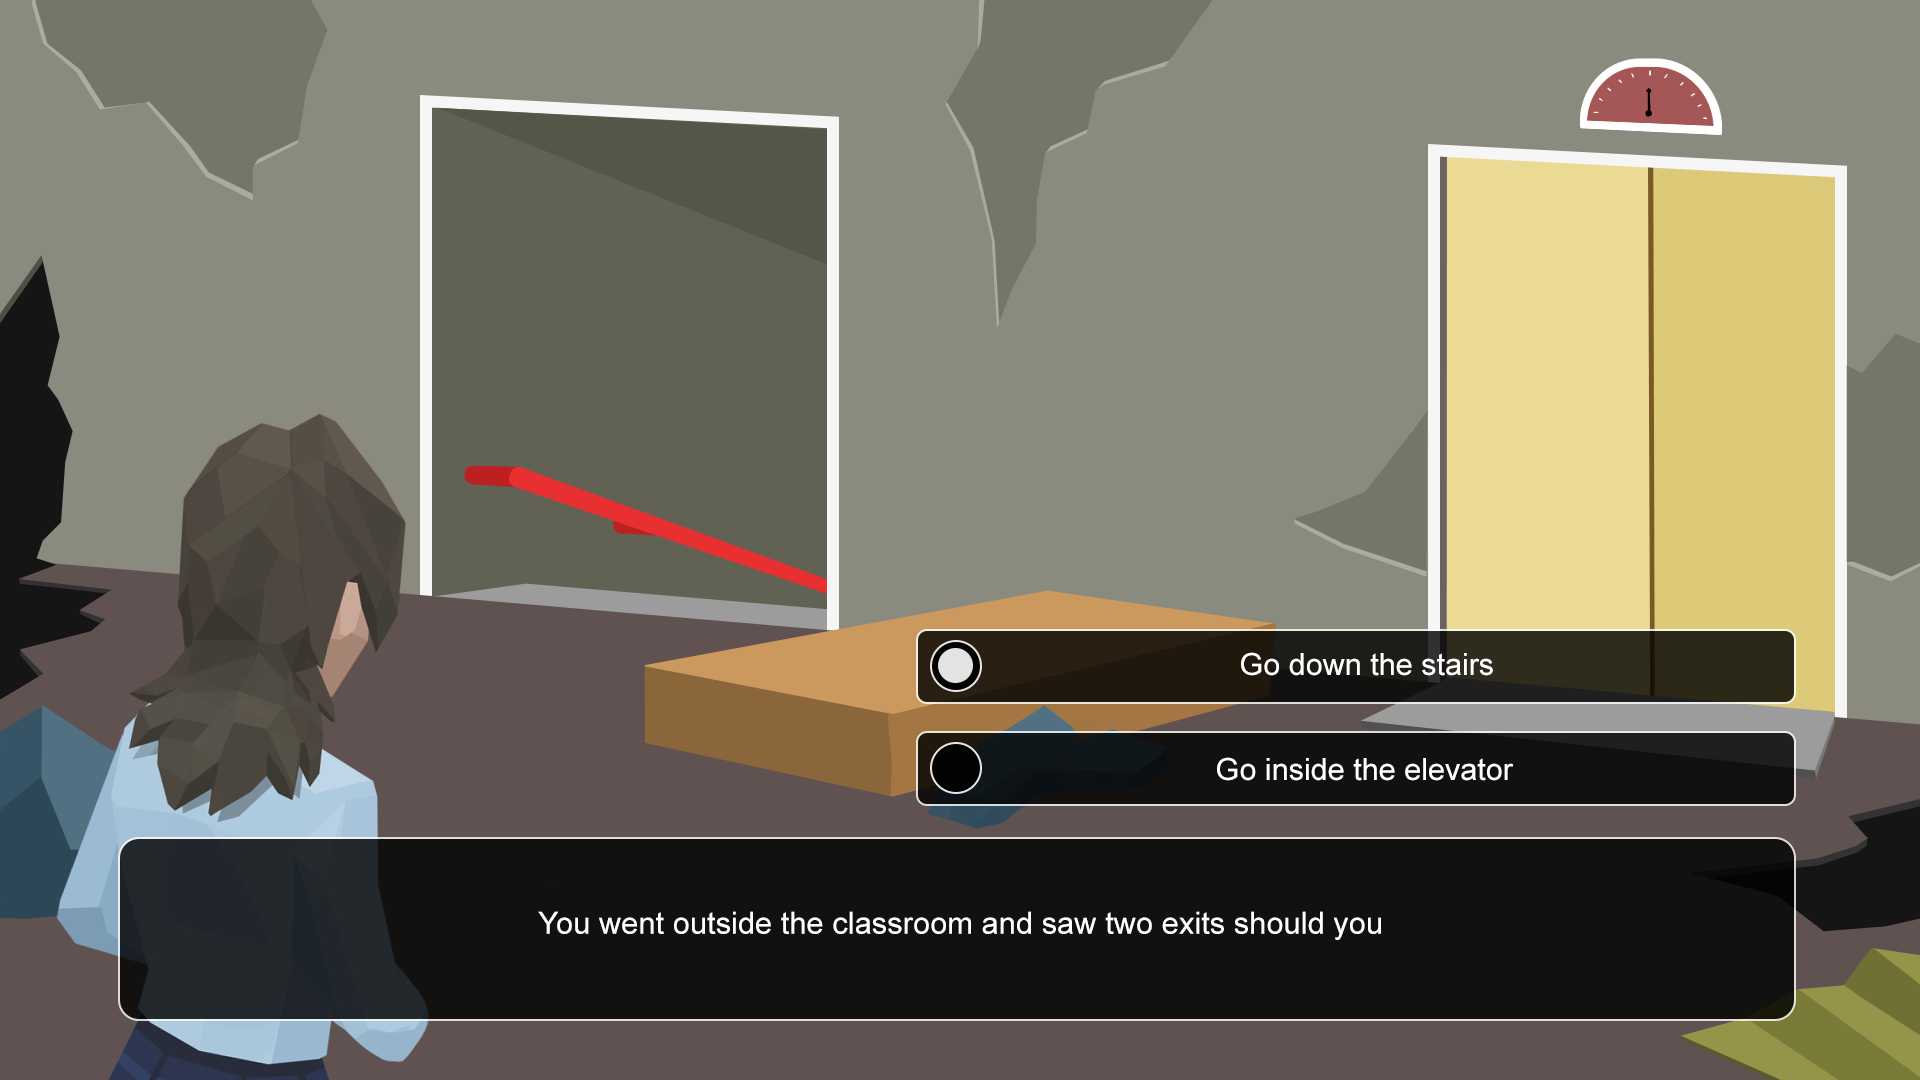 Go down the stairs
Go inside the elevator
You went outside the classroom and saw two exits should you